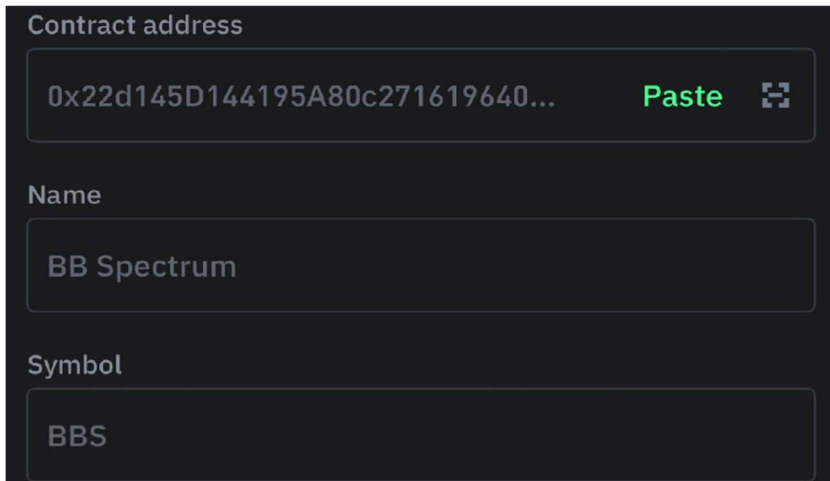 Contract address
0x22d145D144195A80c271619640... Paste
Name
BB Spectrum
Symbol
BBS